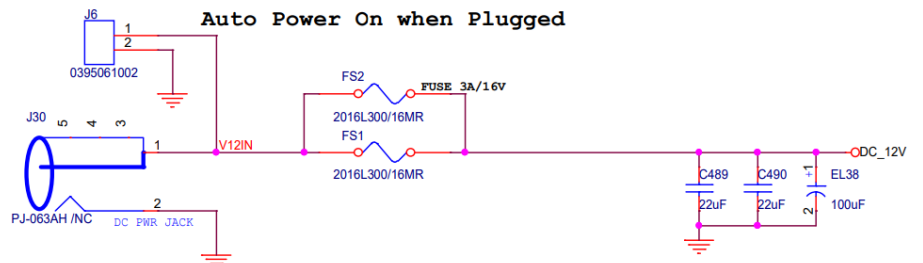 Auto Power On when Plugged
J6
1
2
0395061002
FS2
FUSE 3A/16V
2016L300/16MR
J30
5
4
3
1
V12IN
FS1
2016L300/16MR
DC_12V
C489
22uF
C490
22uF
+
1
EL38
100uF
2
PJ-063AH /NC
DC PWR JACK
2